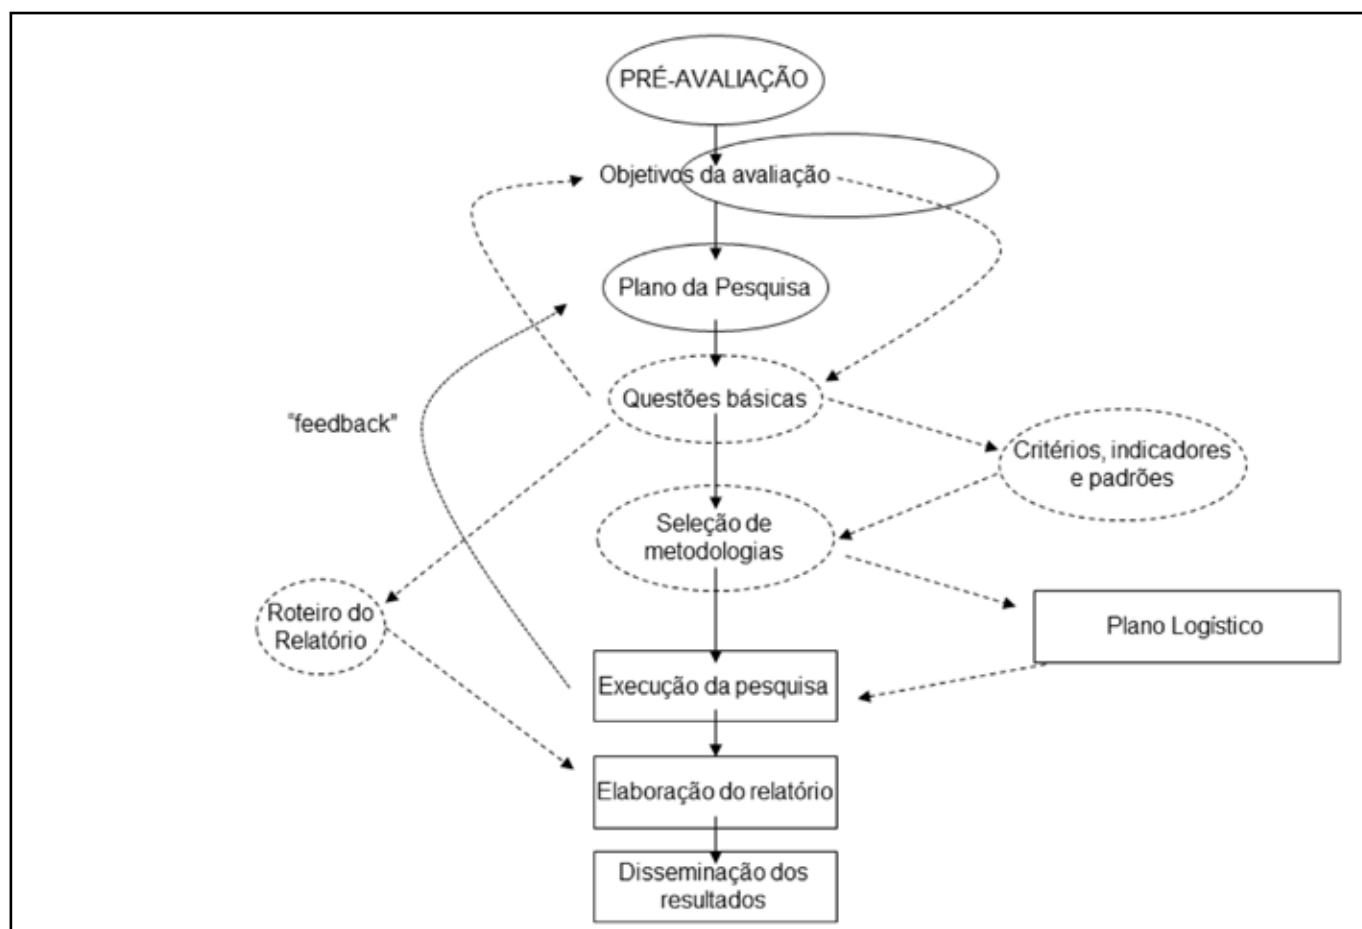 PRÉ-AVALIAÇÃO
Objetivos da avaliação
Plano da Pesquisa
Questões básicas
"feedback"
Critérios, indicadores
e padrões
Seleção de
metodologias
Roteiro do
Relatório
Plano Logístico
Execução da pesquisa
Elaboração do relatório
Disseminação dos
resultados